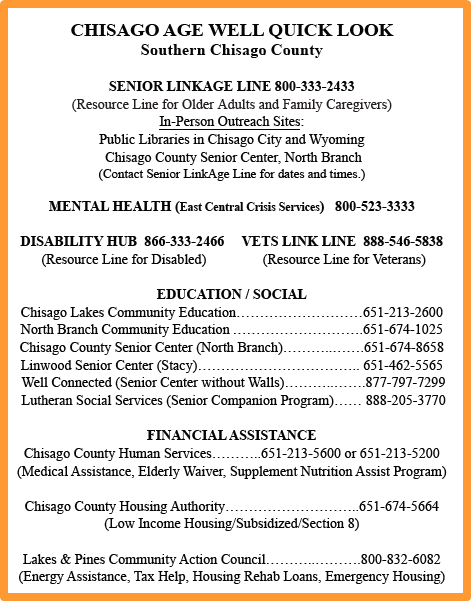 CHISAGO AGE WELL QUICK LOOK
Southern Chisago County
SENIOR LINKAGE LINE 800-333-2433
(Resource Line for Older Adults and Family Caregivers)
In-Person Outreach Sites:
Public Libraries in Chisago City and Wyoming
Chisago County Senior Center, North Branch
(Contact Senior LinkAge Line for dates and times.)
MENTAL HEALTH (East Central Crisis Services) 800-523-3333
DISABILITY HUB 866-333-2466 VETS LINK LINE 888-546-5838
(Resource Line for Disabled) (Resource Line for Veterans)
EDUCATION / SOCIAL
Chisago Lakes Community Education………………………651-213-2600
North Branch Community Education ………………………651-674-1025
Chisago County Senior Center (North Branch)………..…….651-674-8658
Linwood Senior Center (Stacy)……………………………. 651-462-5565
Well Connected (Senior Center without Walls)………..…….877-797-7299
Lutheran Social Services (Senior Companion Program)…… 888-205-3770
FINANCIAL ASSISTANCE
Chisago County Human Services………..651-213-5600 or 651-213-5200
(Medical Assistance, Elderly Waiver, Supplement Nutrition Assist Program)
Chisago County Housing Authority………………………..651-674-5664
(Low Income Housing/Subsidized/Section 8)
Lakes & Pines Community Action Council………..……….800-832-6082
(Energy Assistance, Tax Help, Housing Rehab Loans, Emergency Housing)